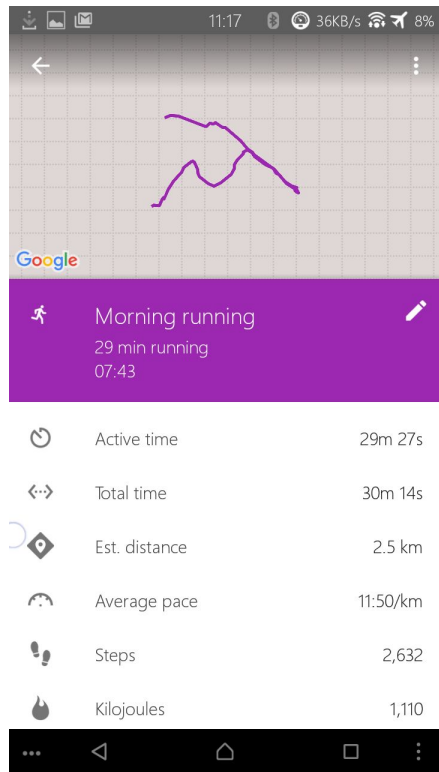 11:17 36KB/s 8%
Google
Morning running
29 min running
07:43
Active time 29m 27s
Total time 30m 14s
Est. distance 2.5 km
Average pace 11:50/km
Steps 2,632
Kilojoules 1,110